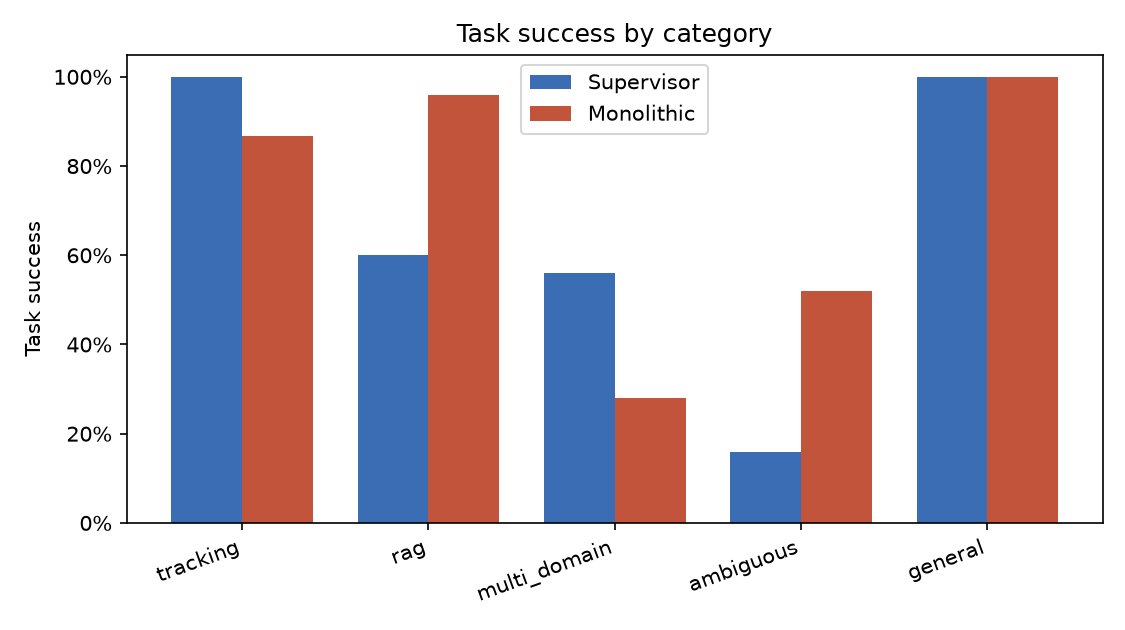 Task success by category
Supervisor
Monolithic
Task success
100%
80%
60%
40%
20%
0%
tracking
rag
multi_domain
ambiguous
general